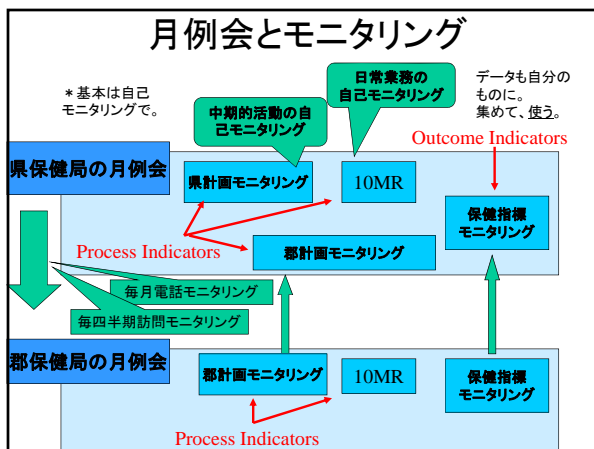 月例会とモニタリング
＊基本は自己
モニタリングで。
日常業務の
自己モニタリング
データも自分の
ものに。
集めて、使う。
中期的活動の自
己モニタリング
Outcome Indicators
県保健局の月例会
県計画モニタリング
10MR
保健指標
モニタリング
Process Indicators
郡計画モニタリング
毎月電話モニタリング
毎四半期訪問モニタリング
郡保健局の月例会
郡計画モニタリング
10MR
保健指標
モニタリング
Process Indicators